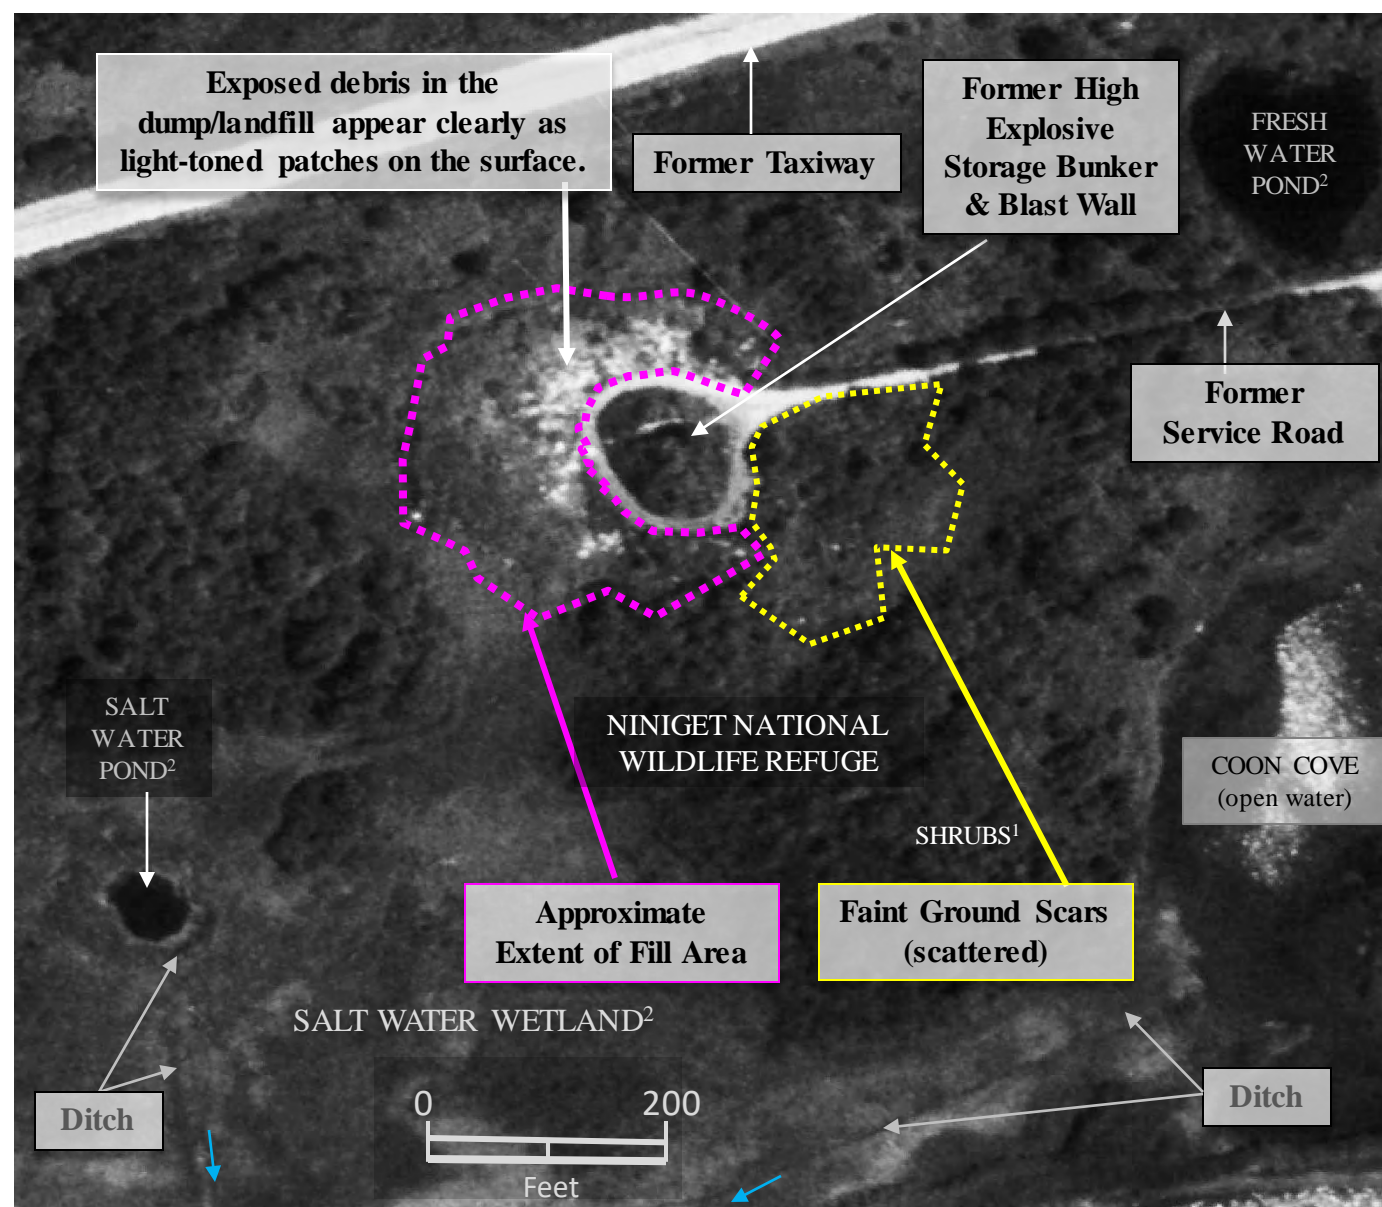 Exposed debris in the
dump/landfill appear clearly as
light-toned patches on the surface.
Former Taxiway
Former High
Explosive
Storage Bunker
& Blast Wall
FRESH
WATER
POND²
Former
Service Road
SALT
WATER
POND²
NINIGET NATIONAL
WILDLIFE REFUGE
COON COVE
(open water)
SHRUBS¹
Approximate
Extent of Fill Area
Faint Ground Scars
(scattered)
SALT WATER WETLAND²
Ditch
0 200
Feet
Ditch